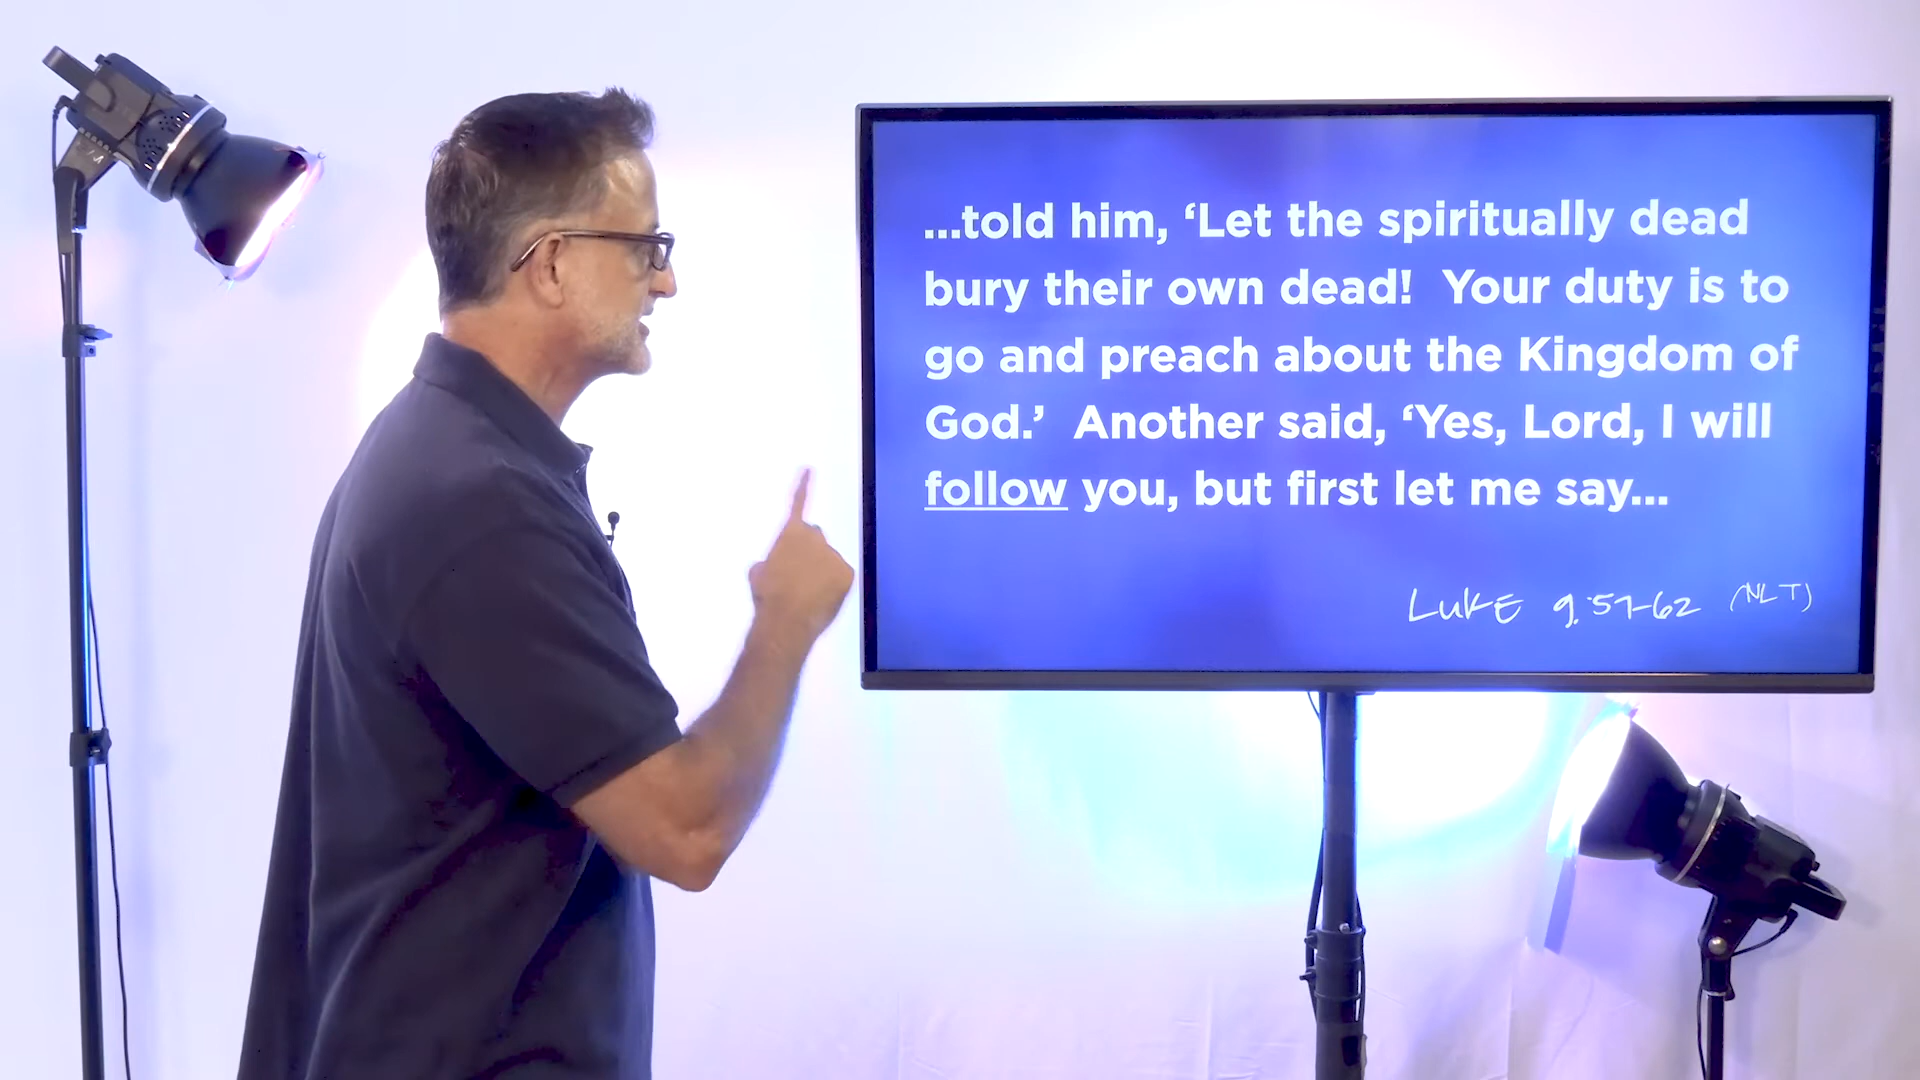 ...told him, ‘Let the spiritually dead
bury their own dead!  Your duty is to
go and preach about the Kingdom of
God.’  Another said, ‘Yes, Lord, I will
follow you, but first let me say...
LUKE 9:57-62 (NLT)